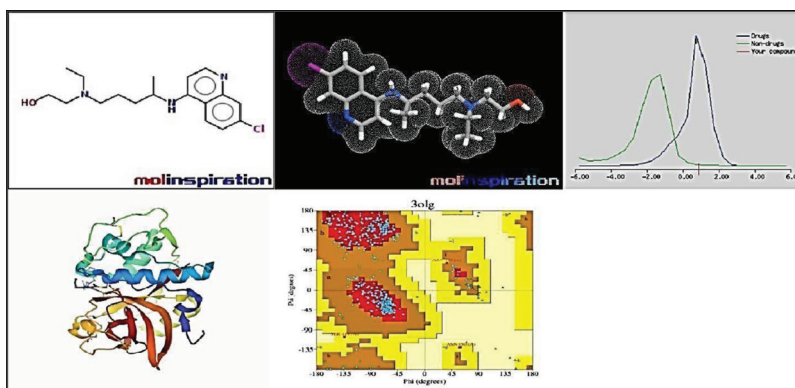 HO
N
N
H
N
Cl
molinspiration
molinspiration
Drugs
Non-drugs
Your compound
-6.00
-4.00
-2.00
0.00
2.00
4.00
6.0
3olg
Psi (degrees)
180
135
90
45
0
-45
-90
-135
-180
-135
-90
-45
0
45
90
135
180
Phi (degrees)